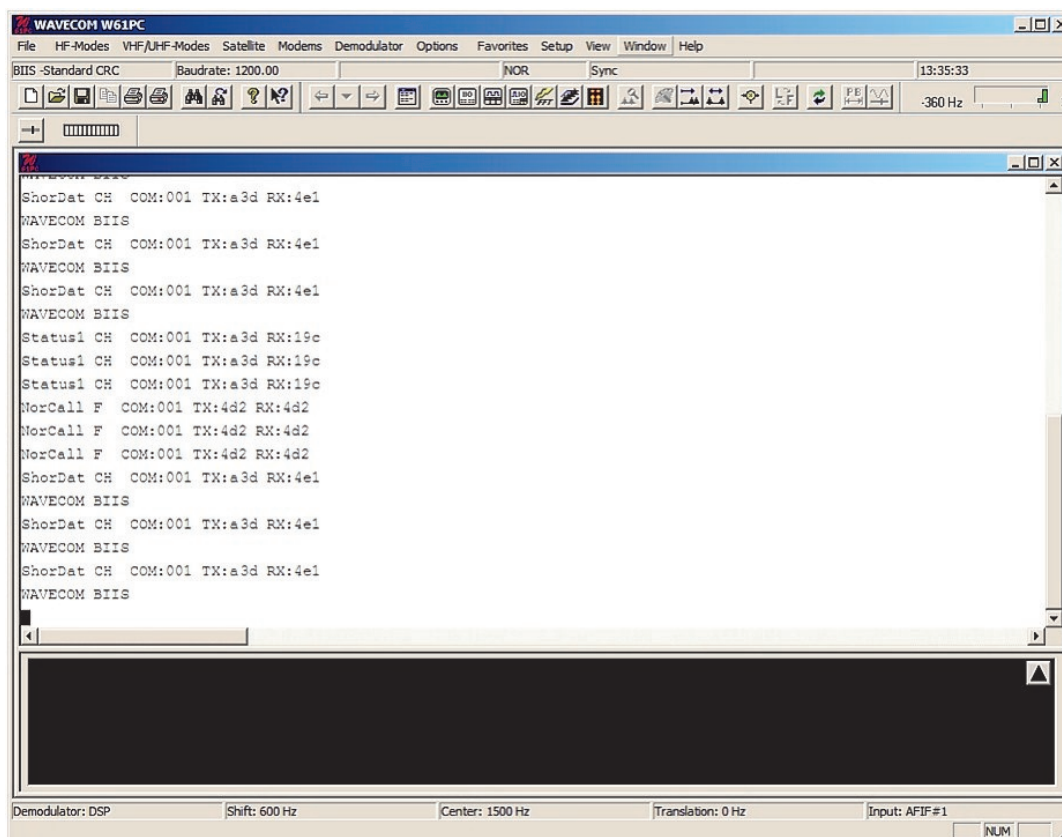 WAVECOM W61PC
File HF-Modes VHF/UHF-Modes Satellite Modems Demodulator Options Favorites Setup View Window Help
BIIS -Standard CRC Baudrate: 1200.00 NOR Sync 13:35:33
-360 Hz
ShorDat CH COM:001 TX:a3d RX:4e1
WAVECOM BIIS
ShorDat CH COM:001 TX:a3d RX:4e1
WAVECOM BIIS
ShorDat CH COM:001 TX:a3d RX:4e1
WAVECOM BIIS
Status1 CH COM:001 TX:a3d RX:19c
Status1 CH COM:001 TX:a3d RX:19c
Status1 CH COM:001 TX:a3d RX:19c
NorCall F COM:001 TX:4d2 RX:4d2
NorCall F COM:001 TX:4d2 RX:4d2
NorCall F COM:001 TX:4d2 RX:4d2
ShorDat CH COM:001 TX:a3d RX:4e1
WAVECOM BIIS
ShorDat CH COM:001 TX:a3d RX:4e1
WAVECOM BIIS
ShorDat CH COM:001 TX:a3d RX:4e1
WAVECOM BIIS
Demodulator: DSP Shift: 600 Hz Center: 1500 Hz Translation: 0 Hz Input: AFIF#1
NUM